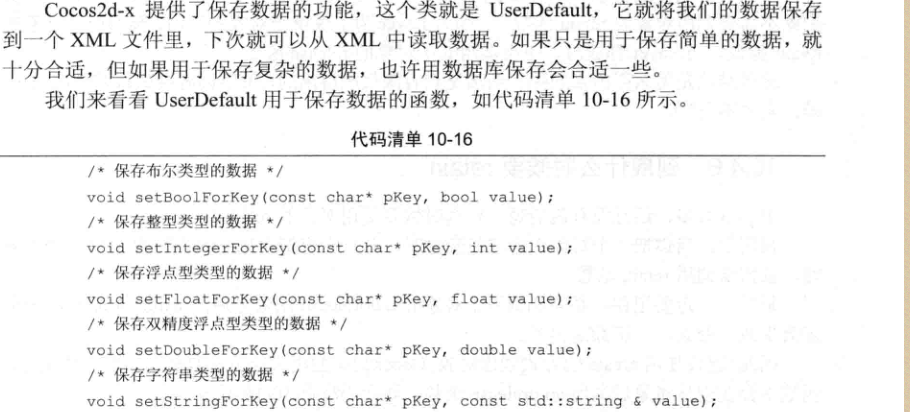 Cocos2d-x 提供了保存数据的功能，这个类就是 UserDefault，它就将我们的数据保存
到一个 XML 文件里，下次就可以从 XML 中读取数据。如果只是用于保存简单的数据，就
十分合适，但如果用于保存复杂的数据，也许用数据库保存会合适一些。
我们来看看 UserDefault 用于保存数据的函数，如代码清单 10-16 所示。
代码清单 10-16
/* 保存布尔类型的数据 */
void setBoolForKey(const char* pKey, bool value);
/* 保存整型类型的数据 */
void setIntegerForKey(const char* pKey, int value);
/* 保存浮点型类型的数据 */
void setFloatForKey(const char* pKey, float value);
/* 保存双精度浮点型类型的数据 */
void setDoubleForKey(const char* pKey, double value);
/* 保存字符串类型的数据 */
void setStringForKey(const char* pKey, const std::string & value);